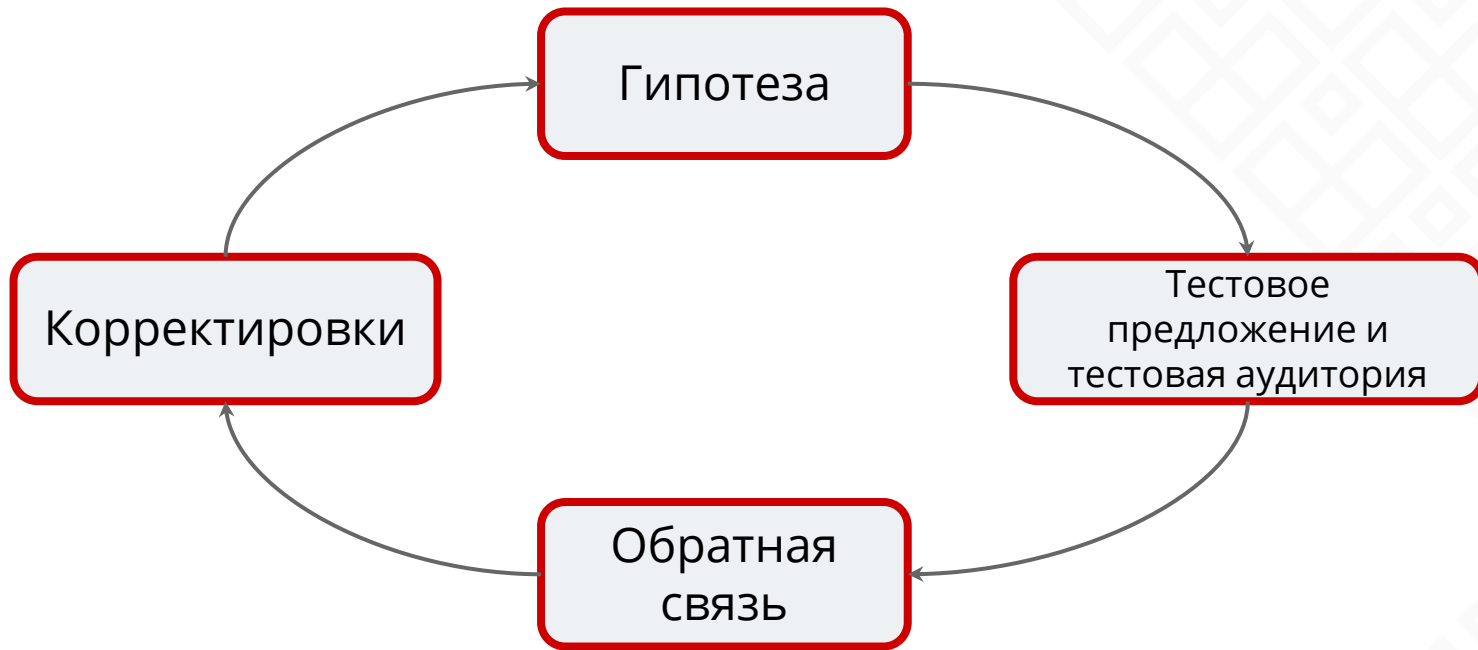 Гипотеза
Тестовое
предложение и
тестовая аудитория
Обратная
связь
Корректировки